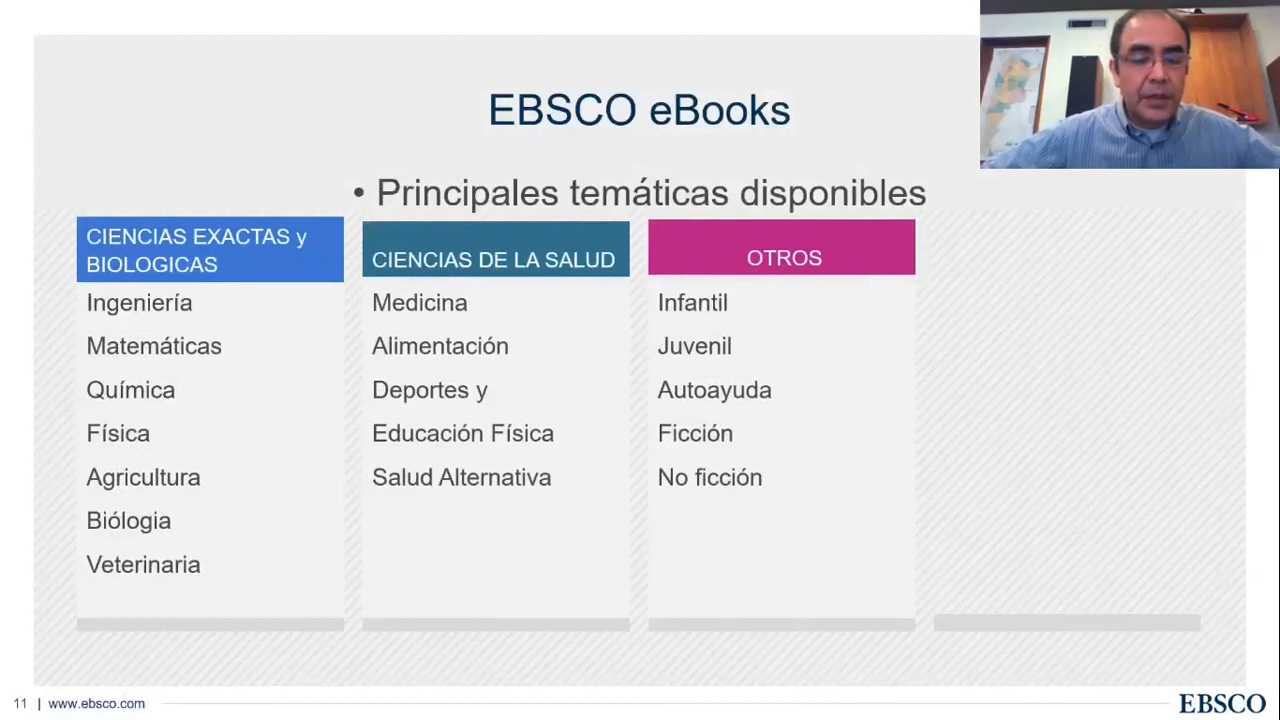 EBSCO eBooks
• Principales temáticas disponibles
CIENCIAS EXACTAS y
BIOLOGICAS
Ingeniería
Matemáticas
Química
Física
Agricultura
Biólogia
Veterinaria
CIENCIAS DE LA SALUD
Medicina
Alimentación
Deportes y
Educación Física
Salud Alternativa
OTROS
Infantil
Juvenil
Autoayuda
Ficción
No ficción
11 | www.ebsco.com
EBSCO